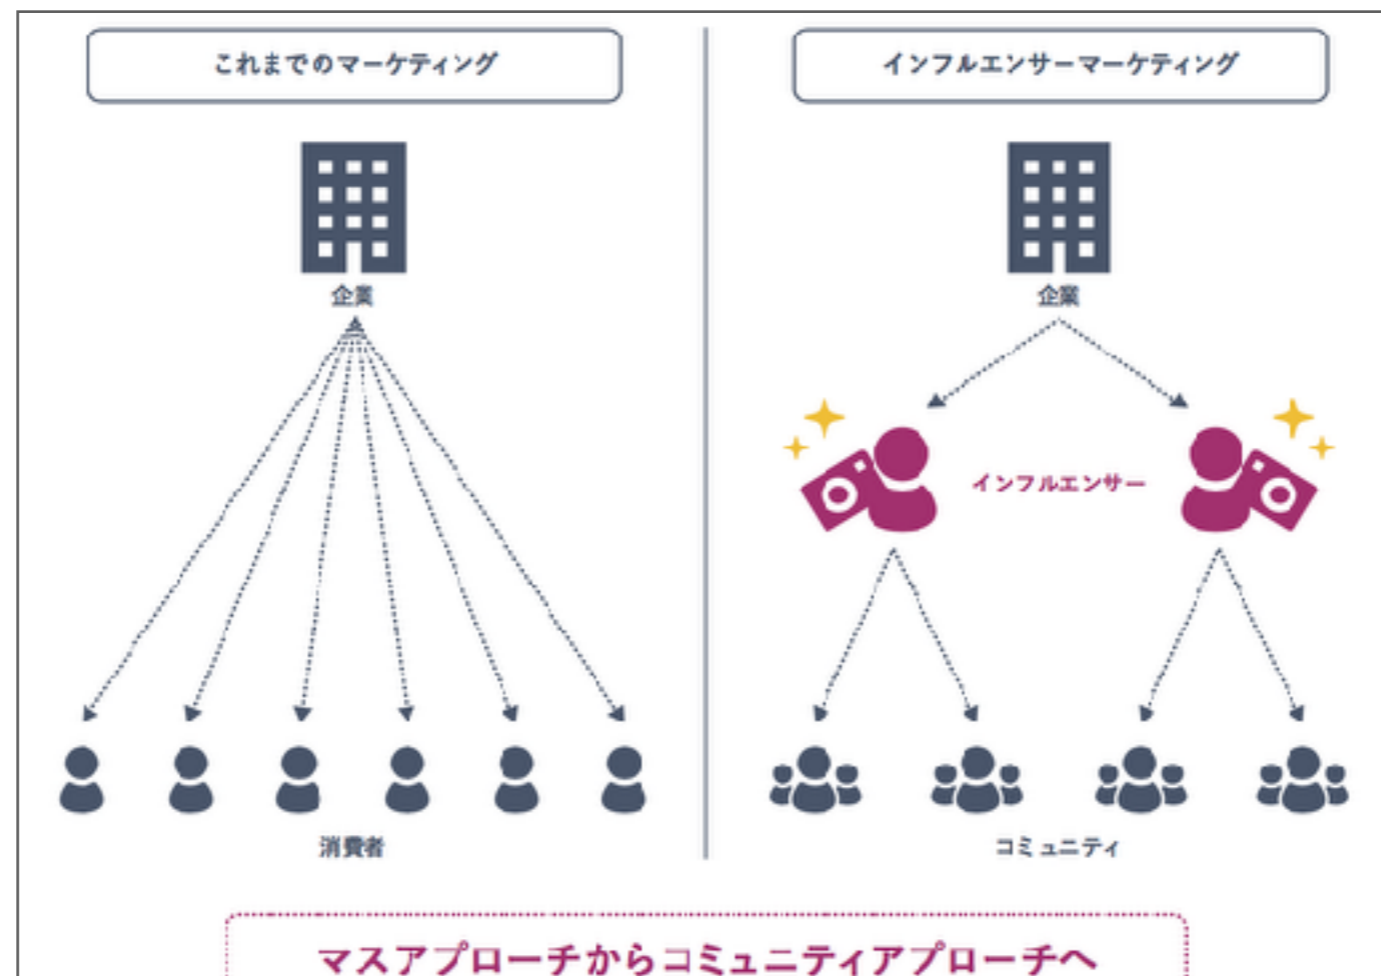 これまでのマーケティング
企業
消費者
インフルエンサーマーケティング
企業
インフルエンサー
コミュニティ
マスアプローチからコミュニティアプローチへ